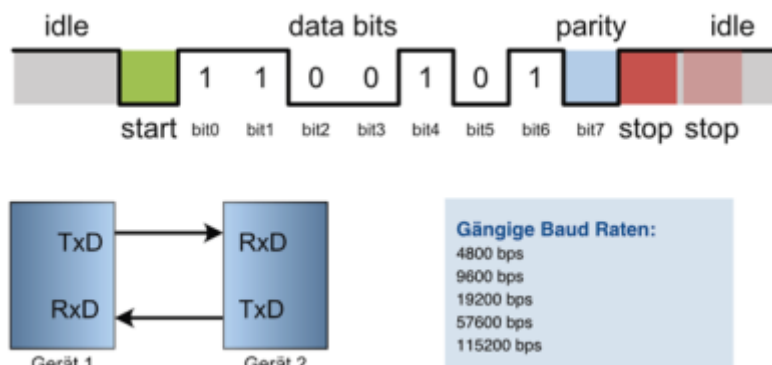 idle data bits parity idle
1 1 0 0 1 0 1
start bit0 bit1 bit2 bit3 bit4 bit5 bit6 bit7 stop stop
TxD RxD
RxD TxD
Gerät 1 Gerät 2
Gängige Baud Raten:
4800 bps
9600 bps
19200 bps
57600 bps
115200 bps